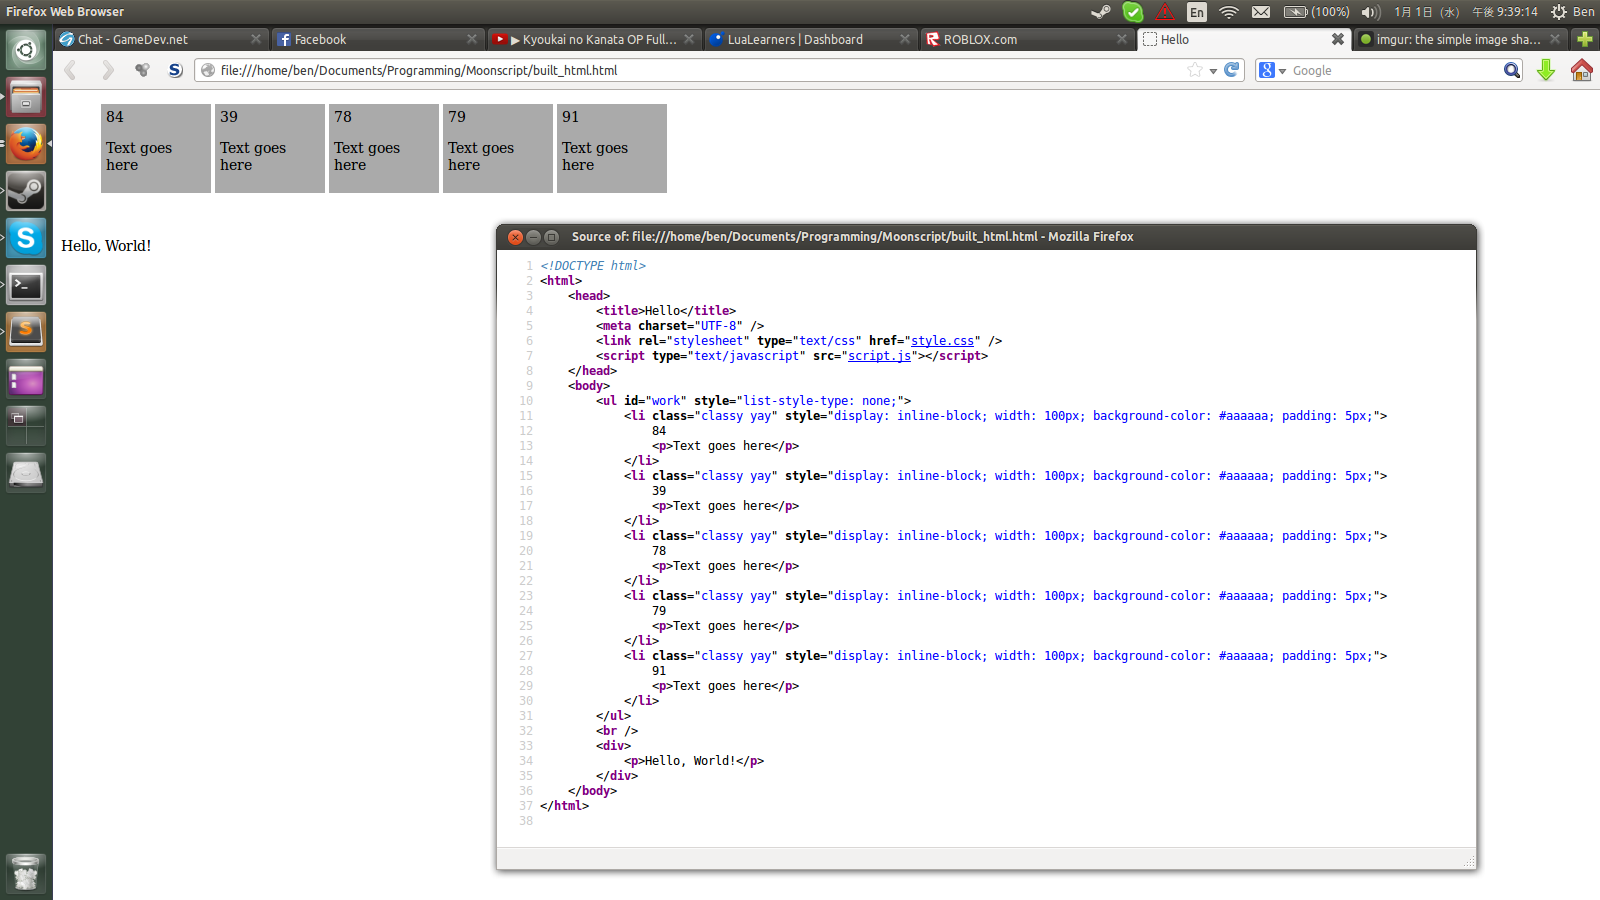 Firefox Web Browser
En (100%) 1月 1日 (水) 午後 9:39:14 Ben
Chat - GameDev.net
Facebook
▶ Kyoukai no Kanata OP Full...
LuaLearners | Dashboard
ROBLOX.com
Hello
imgur: the simple image sha...
file:///home/ben/Documents/Programming/Moonscript/built_html.html
Google
84 39 78 79 91
Text goes Text goes Text goes Text goes Text goes
here here here here here
Hello, World!
Source of: file:///home/ben/Documents/Programming/Moonscript/built_html.html - Mozilla Firefox
1 <!DOCTYPE html>
2 <html>
3 <head>
4 <title>Hello</title>
5 <meta charset="UTF-8" />
6 <link rel="stylesheet" type="text/css" href="style.css" />
7 <script type="text/javascript" src="script.js"></script>
8 </head>
9 <body>
10 <ul id="work" style="list-style-type: none;">
11 <li class="classy yay" style="display: inline-block; width: 100px; background-color: #aaaaaa; padding: 5px;">
12 84
13 <p>Text goes here</p>
14 </li>
15 <li class="classy yay" style="display: inline-block; width: 100px; background-color: #aaaaaa; padding: 5px;">
16 39
17 <p>Text goes here</p>
18 </li>
19 <li class="classy yay" style="display: inline-block; width: 100px; background-color: #aaaaaa; padding: 5px;">
20 78
21 <p>Text goes here</p>
22 </li>
23 <li class="classy yay" style="display: inline-block; width: 100px; background-color: #aaaaaa; padding: 5px;">
24 79
25 <p>Text goes here</p>
26 </li>
27 <li class="classy yay" style="display: inline-block; width: 100px; background-color: #aaaaaa; padding: 5px;">
28 91
29 <p>Text goes here</p>
30 </li>
31 </ul>
32 <br />
33 <div>
34 <p>Hello, World!</p>
35 </div>
36 </body>
37 </html>
38